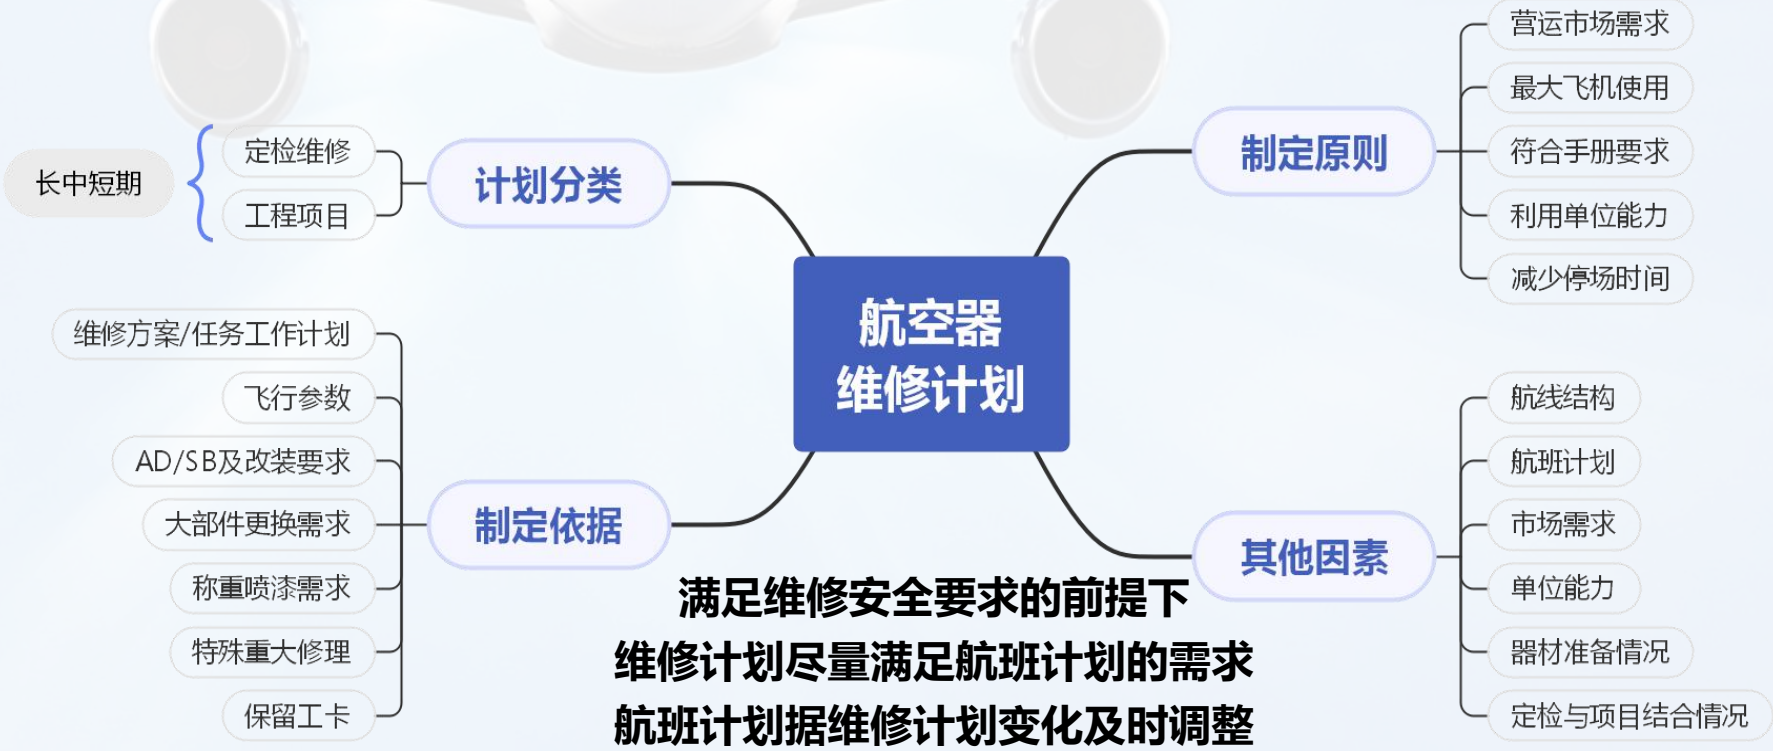 航空器
维修计划
计划分类
定检维修
工程项目
长中短期
制定依据
维修方案/任务工作计划
飞行参数
AD/SB及改装要求
大部件更换需求
称重喷漆需求
特殊重大修理
保留工卡
制定原则
营运市场需求
最大飞机使用
符合手册要求
利用单位能力
减少停场时间
其他因素
航线结构
航班计划
市场需求
单位能力
器材准备情况
定检与项目结合情况
满足维修安全要求的前提下
维修计划尽量满足航班计划的需求
航班计划据维修计划变化及时调整